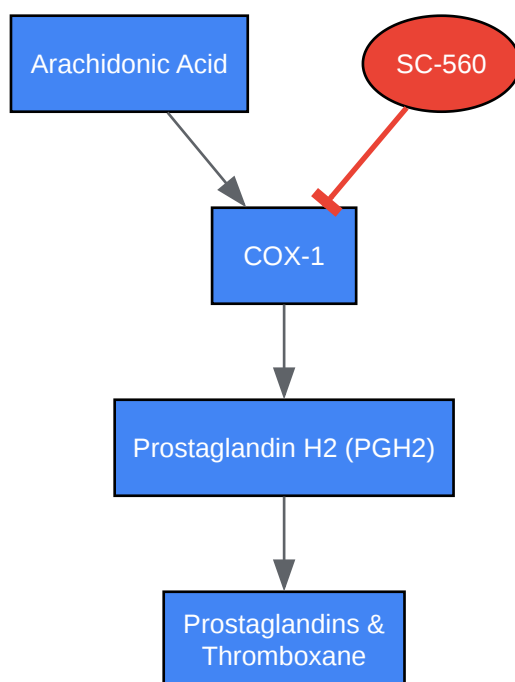 Arachidonic Acid
SC-560
COX-1
Prostaglandin H2 (PGH2)
Prostaglandins &
Thromboxane